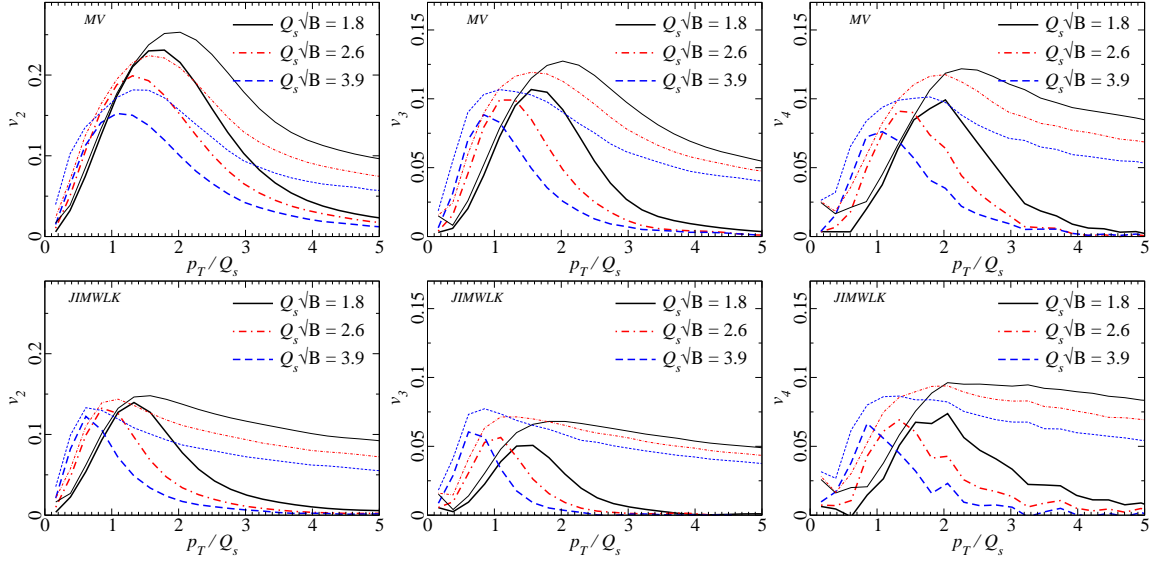 MV
Q_s√B = 1.8
Q_s√B = 2.6
Q_s√B = 3.9
v_2
0
0.1
0.2
0 1 2 3 4 5
p_T / Q_s
MV
Q_s√B = 1.8
Q_s√B = 2.6
Q_s√B = 3.9
v_3
0
0.05
0.1
0.15
0 1 2 3 4 5
p_T / Q_s
MV
Q_s√B = 1.8
Q_s√B = 2.6
Q_s√B = 3.9
v_4
0
0.05
0.1
0.15
0 1 2 3 4 5
p_T / Q_s
JIMWLK
Q_s√B = 1.8
Q_s√B = 2.6
Q_s√B = 3.9
v_2
0
0.1
0.2
0 1 2 3 4 5
p_T / Q_s
JIMWLK
Q_s√B = 1.8
Q_s√B = 2.6
Q_s√B = 3.9
v_3
0
0.05
0.1
0.15
0 1 2 3 4 5
p_T / Q_s
JIMWLK
Q_s√B = 1.8
Q_s√B = 2.6
Q_s√B = 3.9
v_4
0
0.05
0.1
0.15
0 1 2 3 4 5
p_T / Q_s